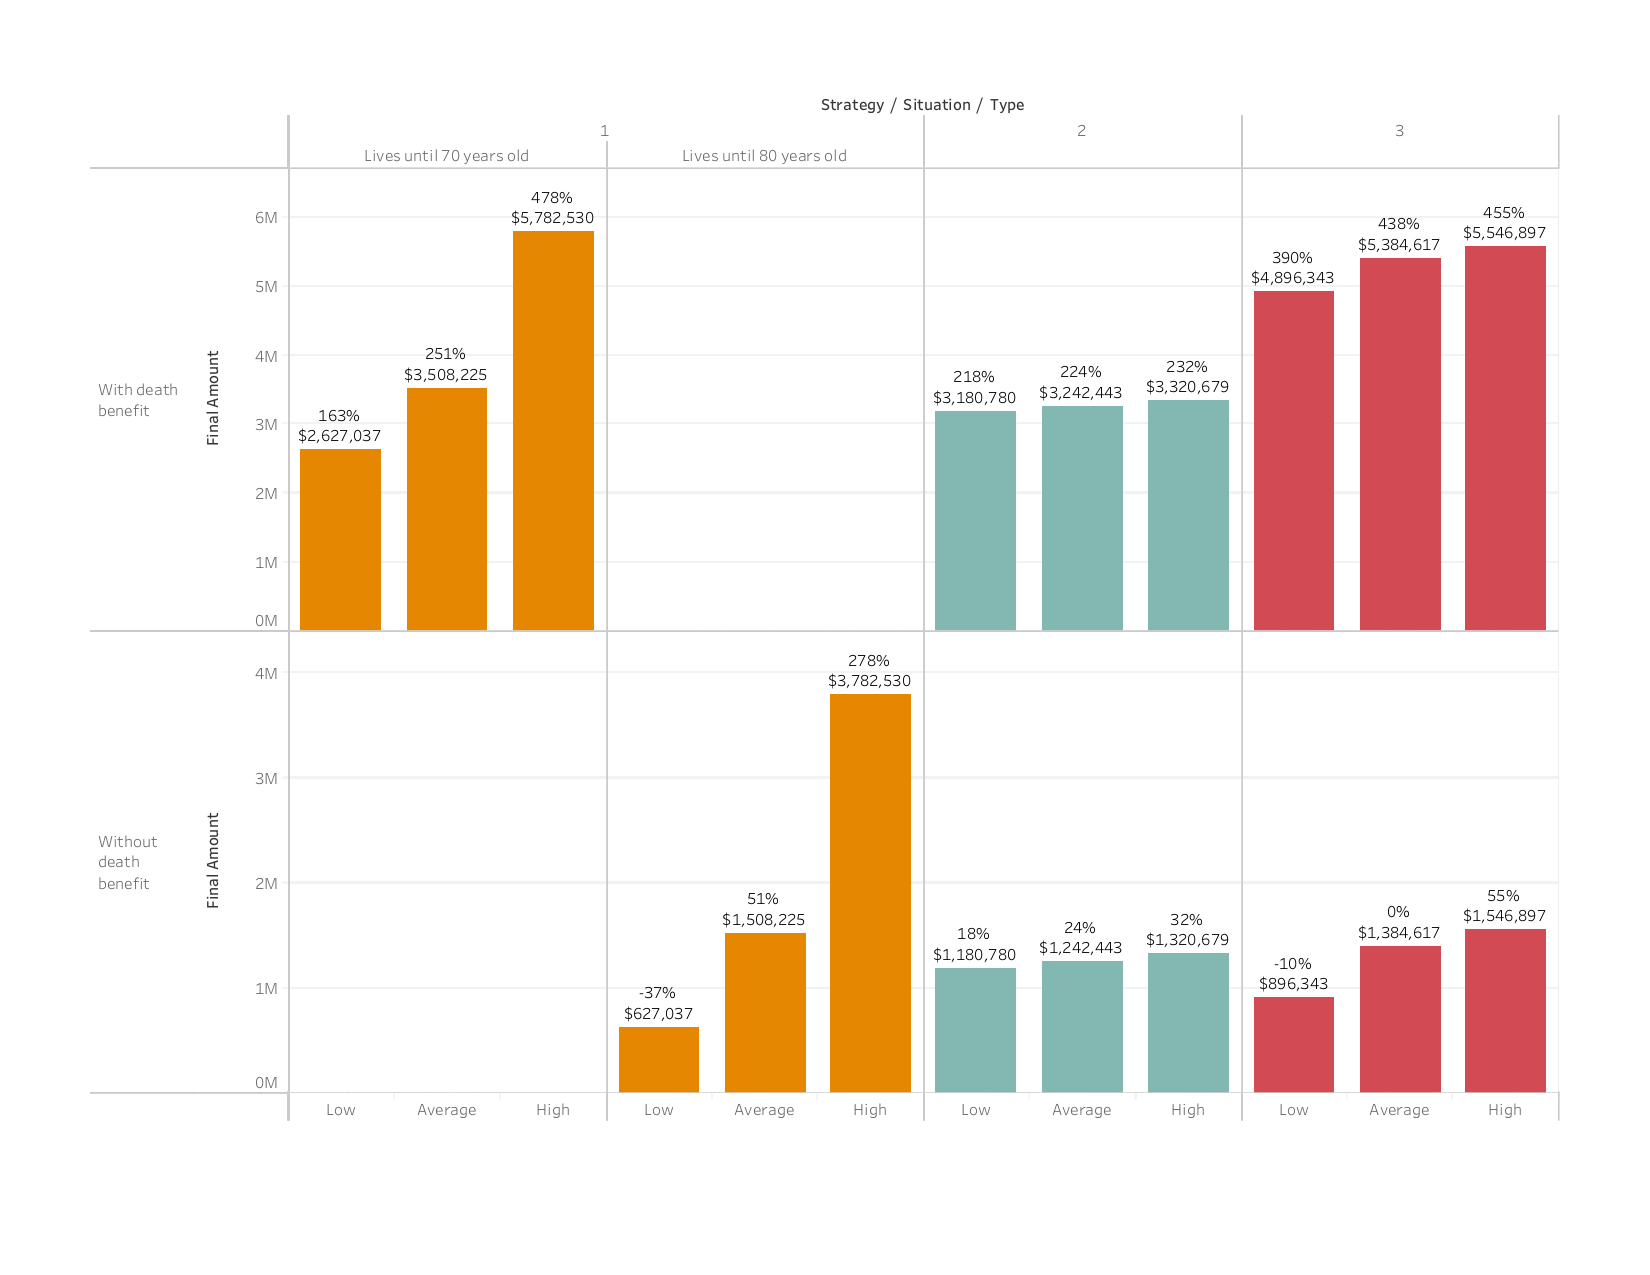 Strategy / Situation / Type
1
2
3
Lives until 70 years old
Lives until 80 years old
With death
benefit
Final Amount
6M
5M
4M
3M
2M
1M
0M
163%
$2,627,037
251%
$3,508,225
478%
$5,782,530
218%
$3,180,780
224%
$3,242,443
232%
$3,320,679
390%
$4,896,343
438%
$5,384,617
455%
$5,546,897
Without
death
benefit
Final Amount
4M
3M
2M
1M
0M
-37%
$627,037
51%
$1,508,225
278%
$3,782,530
18%
$1,180,780
24%
$1,242,443
32%
$1,320,679
-10%
$896,343
0%
$1,384,617
55%
$1,546,897
Low
Average
High
Low
Average
High
Low
Average
High
Low
Average
High